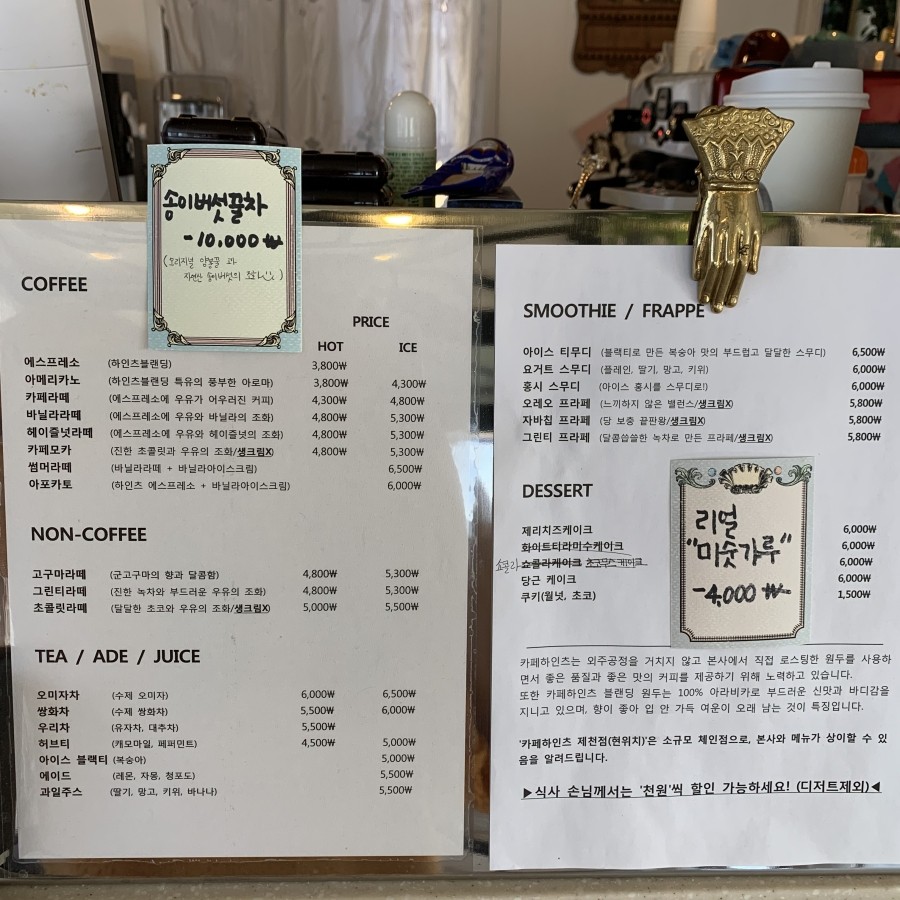 송이버섯꿀차
-10,000₩
(오리지널 암꿀꿀 과
자연산 송이버섯의 조화)
COFFEE
PRICE
HOT ICE
에스프레소 (하인츠블랜딩) 3,800₩
아메리카노 (하인츠블랜딩 특유의 풍부한 아로마) 3,800₩ 4,300₩
카페라떼 (에스프레소에 우유가 어우러진 커피) 4,300₩ 4,800₩
바닐라라떼 (에스프레소에 우유와 바닐라의 조화) 4,800₩ 5,300₩
헤이즐넛라떼 (에스프레소에 우유와 헤이즐넛의 조화) 4,800₩ 5,300₩
카페모카 (진한 초콜릿과 우유의 조화/생크림X) 4,800₩ 5,300₩
썸머라떼 (바닐라라떼 + 바닐라아이스크림) 6,500₩
아포카토 (하인츠 에스프레소 + 바닐라아이스크림) 6,000₩
NON-COFFEE
고구마라떼 (군고구마의 향과 달콤함) 4,800₩ 5,300₩
그린티라떼 (진한 녹차와 부드러운 우유의 조화) 4,800₩ 5,300₩
초콜릿라떼 (달달한 초코와 우유의 조화/생크림X) 5,000₩ 5,500₩
TEA / ADE / JUICE
오미자차 (수제 오미자) 6,000₩ 6,500₩
쌍화차 (수제 쌍화차) 5,500₩ 6,000₩
우리차 (유자차, 대추차) 5,500₩
허브티 (캐모마일, 페퍼민트) 4,500₩ 5,000₩
아이스 블랙티 (복숭아) 5,000₩
에이드 (레몬, 자몽, 청포도) 5,500₩
과일주스 (딸기, 망고, 키위, 바나나) 5,500₩
SMOOTHIE / FRAPPE
아이스 티무디 (블랙티로 만든 복숭아 맛의 부드럽고 달달한 스무디) 6,500₩
요거트 스무디 (플레인, 딸기, 망고, 키위) 6,000₩
홍시 스무디 (아이스 홍시를 스무디로!) 6,000₩
오레오 프라페 (느끼하지 않은 밸런스/생크림X) 5,800₩
자바칩 프라페 (당 보충 끝판왕/생크림X) 5,800₩
그린티 프라페 (달콤쌉쌀한 녹차로 만든 프라페/생크림X) 5,800₩
DESSERT
제리치즈케이크 6,000₩
화이트티라미수케이크 6,000₩
쇼콜라케이크 6,000₩
당근 케이크 6,000₩
쿠키(월넛, 초코) 1,500₩
리얼
"미숫가루"
-4,000₩
카페하인츠는 외주공정을 거치지 않고 본사에서 직접 로스팅한 원두를 사용하
면서 좋은 품질과 좋은 맛의 커피를 제공하기 위해 노력하고 있습니다.
또한 카페하인츠 블랜딩 원두는 100% 아라비카로 부드러운 신맛과 바디감을
지니고 있으며, 향이 좋아 입 안 가득 여운이 오래 남는 것이 특징입니다.
'카페하인츠 제천점(현위치)'은 소규모 체인점으로, 본사와 메뉴가 상이할 수 있
음을 알려드립니다.
▶식사 손님께서는 '천원'씩 할인 가능하세요! (디저트제외)◀